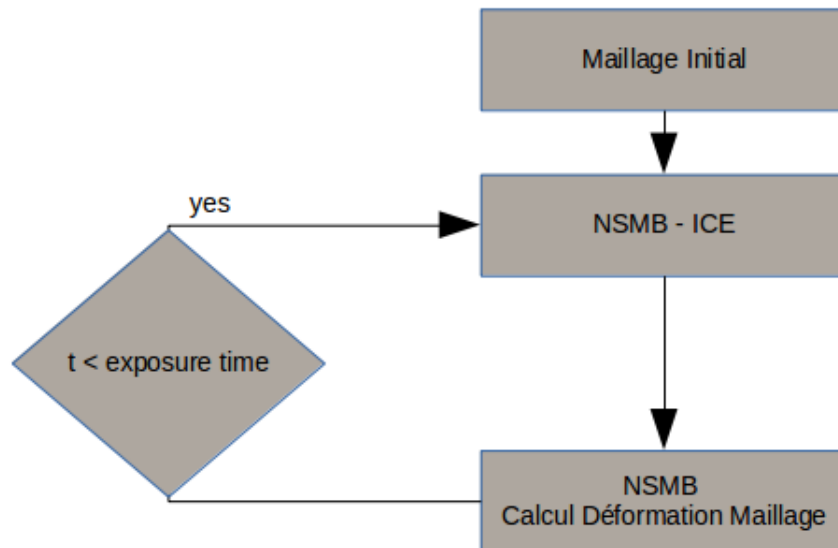 Maillage Initial
yes
NSMB - ICE
t < exposure time
NSMB
Calcul Déformation Maillage